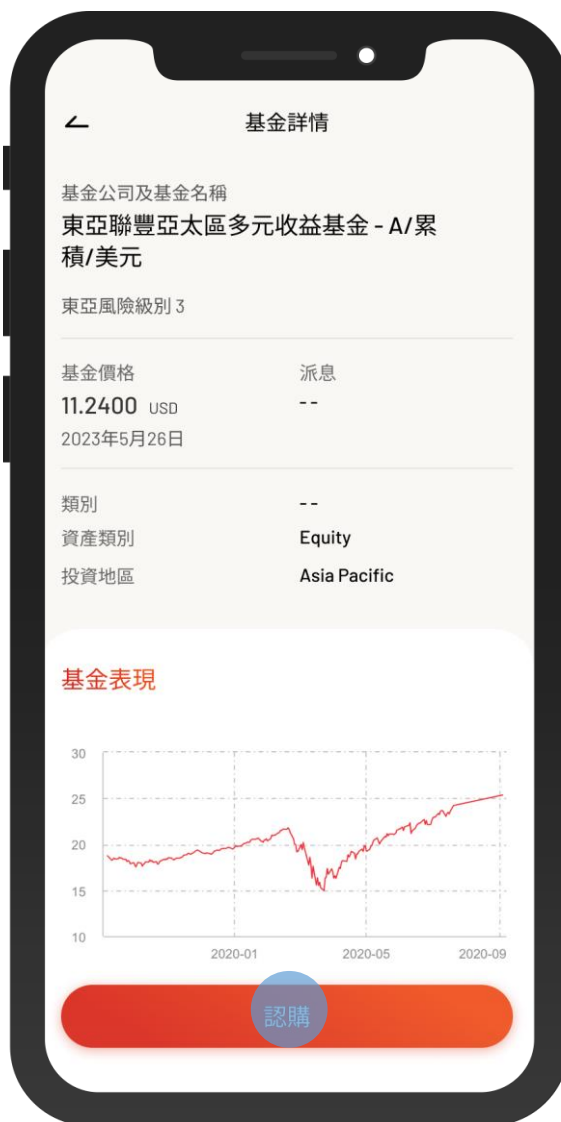 基金詳情
基金公司及基金名稱
東亞聯豐亞太區多元收益基金 - A/累
積/美元
東亞風險級別 3
基金價格 派息
11.2400 USD --
2023年5月26日
類別 --
資產類別 Equity
投資地區 Asia Pacific
基金表現
30
25
20
15
10
2020-01 2020-05 2020-09
認購